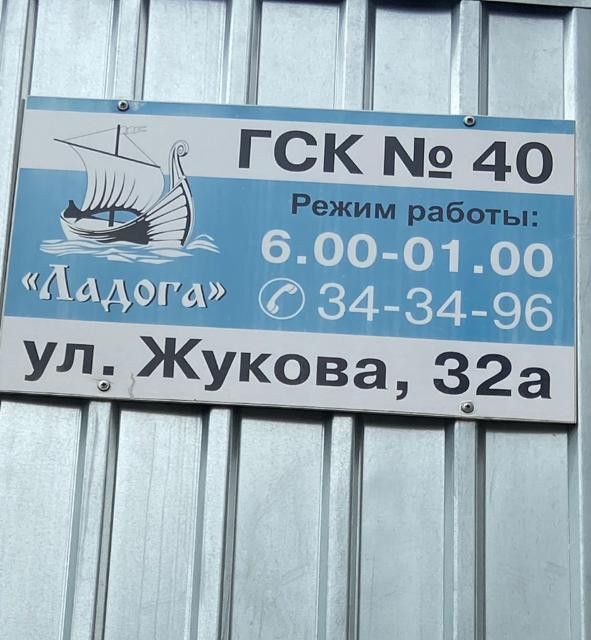 ГСК № 40
Режим работы:
6.00-01.00
«Ладога»
34-34-96
ул. Жукова, 32а